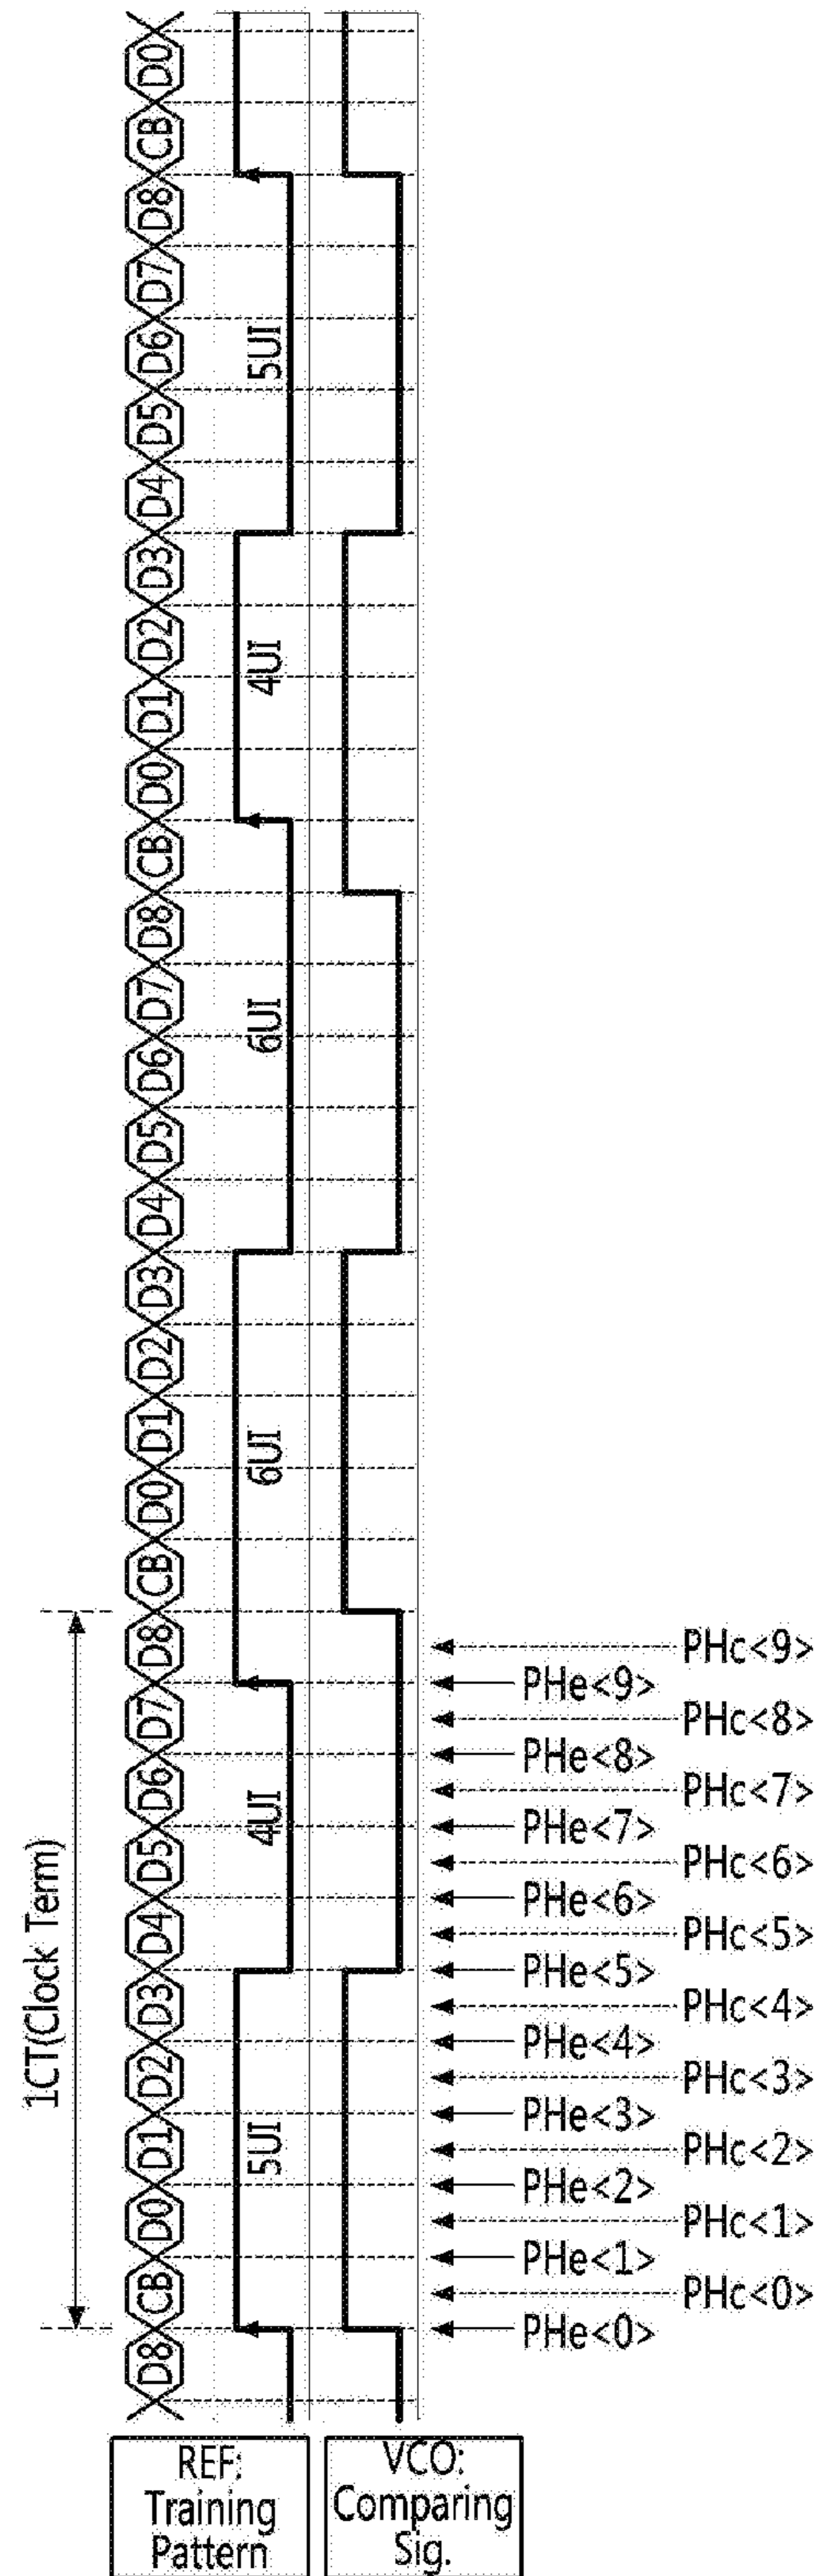 1CT(Clock Term)
D8 CB D0 D1 D2 D3 D4 D5 D6 D7 D8 CB D0 D1 D2 D3 D4 D5 D6 D7 D8 CB D0 D1 D2 D3 D4 D5 D6 D7 D8 CB D0
5UI 4UI 6UI 6UI 4UI 5UI
PHc<9>
PHe<9>
PHc<8>
PHe<8>
PHc<7>
PHe<7>
PHc<6>
PHe<6>
PHc<5>
PHe<5>
PHc<4>
PHe<4>
PHc<3>
PHe<3>
PHc<2>
PHe<2>
PHc<1>
PHe<1>
PHc<0>
PHe<0>
REF:
Training
Pattern
VCO:
Comparing
Sig.